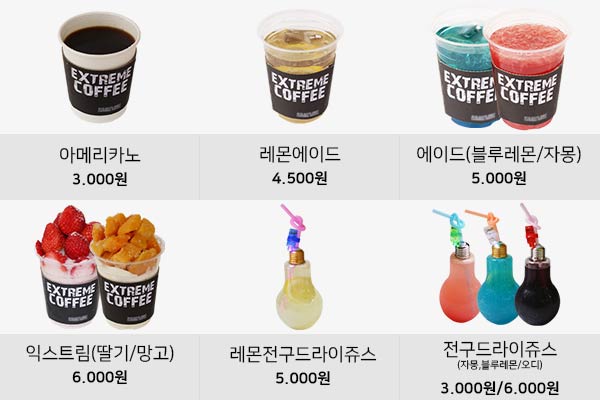 EXTREME
COFFEE
EXTREME
COFFEE
EXTREME
COFFEE
EXTREME
COFFEE
아메리카노
3.000원
레몬에이드
4.500원
에이드(블루레몬/자몽)
5.000원
EXTREME
COFFEE
EXTREME
COFFEE
익스트림(딸기/망고)
6.000원
레몬전구드라이쥬스
5.000원
전구드라이쥬스
(자몽,블루레몬/오디)
3.000원/6.000원